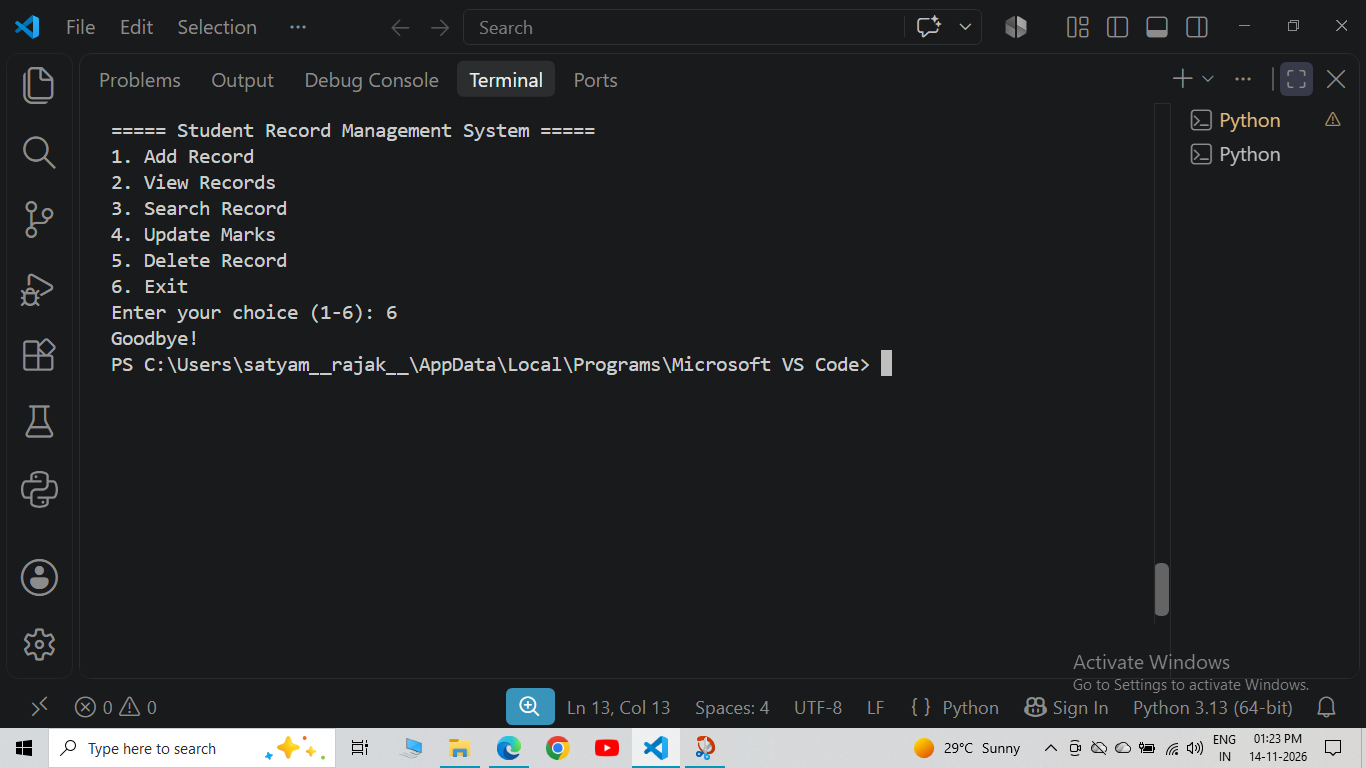 File Edit Selection ···
Search
Problems Output Debug Console Terminal Ports
===== Student Record Management System =====
1. Add Record
2. View Records
3. Search Record
4. Update Marks
5. Delete Record
6. Exit
Enter your choice (1-6): 6
Goodbye!
PS C:\Users\satyam__rajak__\AppData\Local\Programs\Microsoft VS Code>
Python
Python
Activate Windows
Go to Settings to activate Windows.
0 0 Ln 13, Col 13 Spaces: 4 UTF-8 LF { } Python Sign In Python 3.13 (64-bit)
Type here to search
29°C Sunny
ENG
IN
01:23 PM
14-11-2026